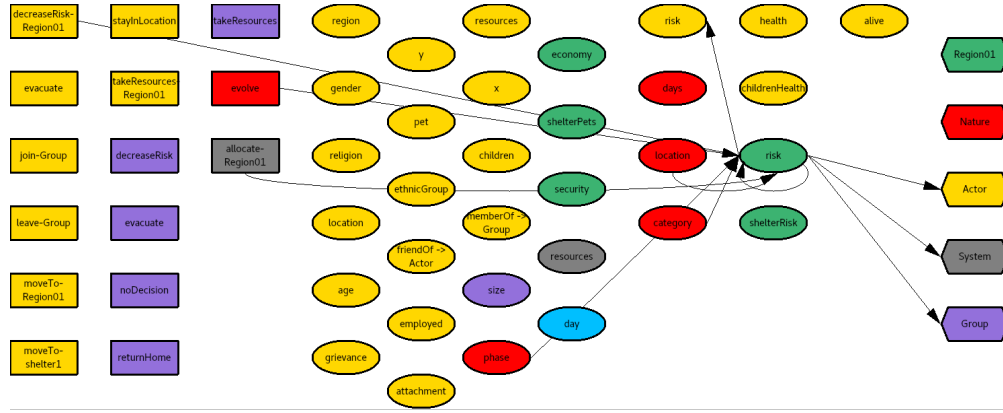 decreaseRisk-
Region01
stayInLocation
takeResources
region
resources
risk
health
alive
y
economy
Region01
evacuate
takeResources-
Region01
evolve
gender
x
days
childrenHealth
pet
shelterPets
Nature
join-Group
decreaseRisk
allocate-
Region01
religion
children
location
risk
ethnicGroup
security
Actor
leave-Group
evacuate
location
memberOf ->
Group
category
shelterRisk
friendOf ->
Actor
resources
System
moveTo-
Region01
noDecision
age
size
employed
day
Group
moveTo-
shelter1
returnHome
grievance
phase
attachment